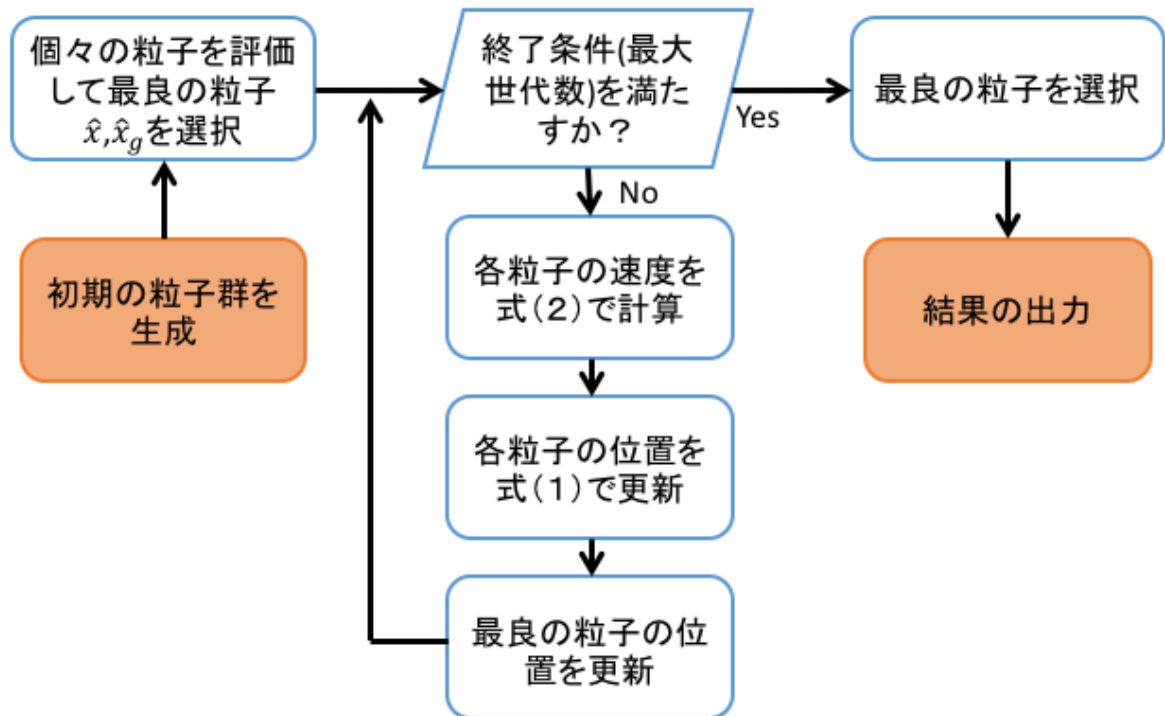 個々の粒子を評価
して最良の粒子
x̂,x̂gを選択
終了条件(最大
世代数)を満た
すか？
Yes
最良の粒子を選択
No
初期の粒子群を
生成
各粒子の速度を
式(２)で計算
結果の出力
各粒子の位置を
式(１)で更新
最良の粒子の位
置を更新